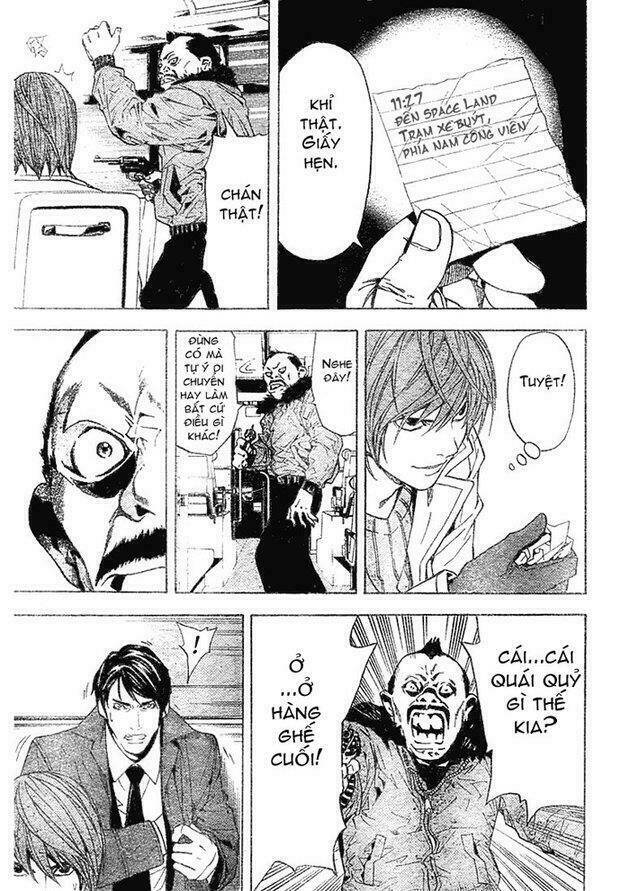 11:27
ĐẾN SPACE LAND
TRẠM XE BUÝT,
PHÍA NAM CÔNG VIÊN
KHỈ
THẬT.
GIẤY
HẸN.
CHÁN
THẬT!
TUYỆT!
NGHE
ĐÂY!
ĐỪNG
CÓ MÀ
TỰ Ý DI
CHUYỂN
HAY LÀM
BẤT CỨ
ĐIỀU GÌ
KHÁC!
CÁI...CÁI
QUÁI QUỶ
GÌ THẾ
KIA?
Ở
...Ở
HÀNG
GHẾ
CUỐI!
!